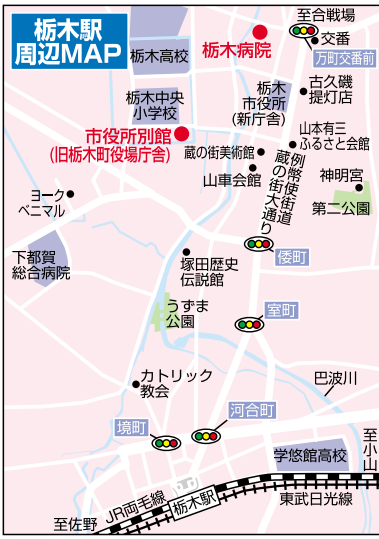 栃木駅
周辺MAP
至合戦場
交番
万町交番前
栃木高校
栃木病院
古久磯
提灯店
栃木
市役所
(新庁舎)
栃木中央
小学校
市役所別館
(旧栃木町役場庁舎)
山本有三
ふるさと会館
蔵の街美術館
山車会館
例幣使街道
蔵の街大通り
神明宮
第二公園
ヨーク
ベニマル
倭町
下都賀
総合病院
塚田歴史
伝説館
うずま
公園
室町
カトリック
教会
巴波川
河合町
境町
学悠館高校
至小山
JR両毛線
栃木駅
東武日光線
至佐野